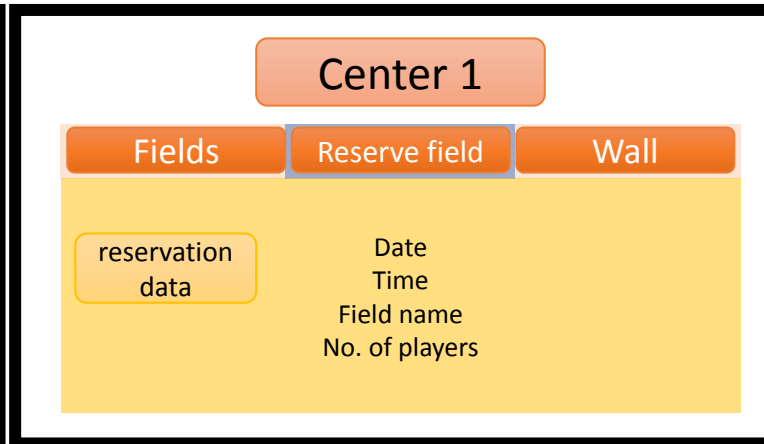 Center 1
Fields
Reserve field
Wall
reservation
data
Date
Time
Field name
No. of players